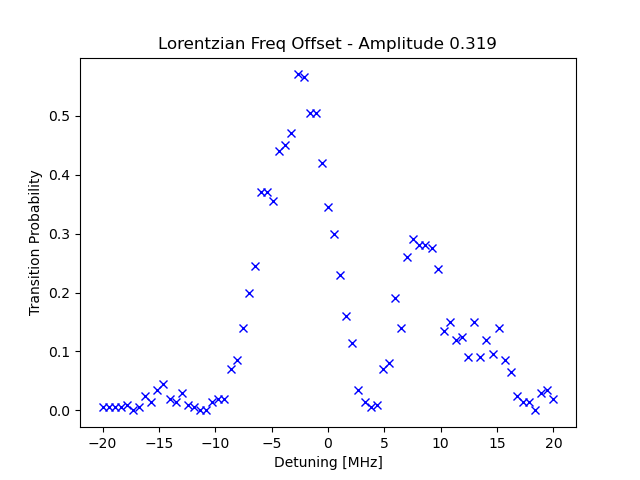 Lorentzian Freq Offset - Amplitude 0.319
Transition Probability
0.5
0.4
0.3
0.2
0.1
0.0
−20 −15 −10 −5 0 5 10 15 20
Detuning [MHz]